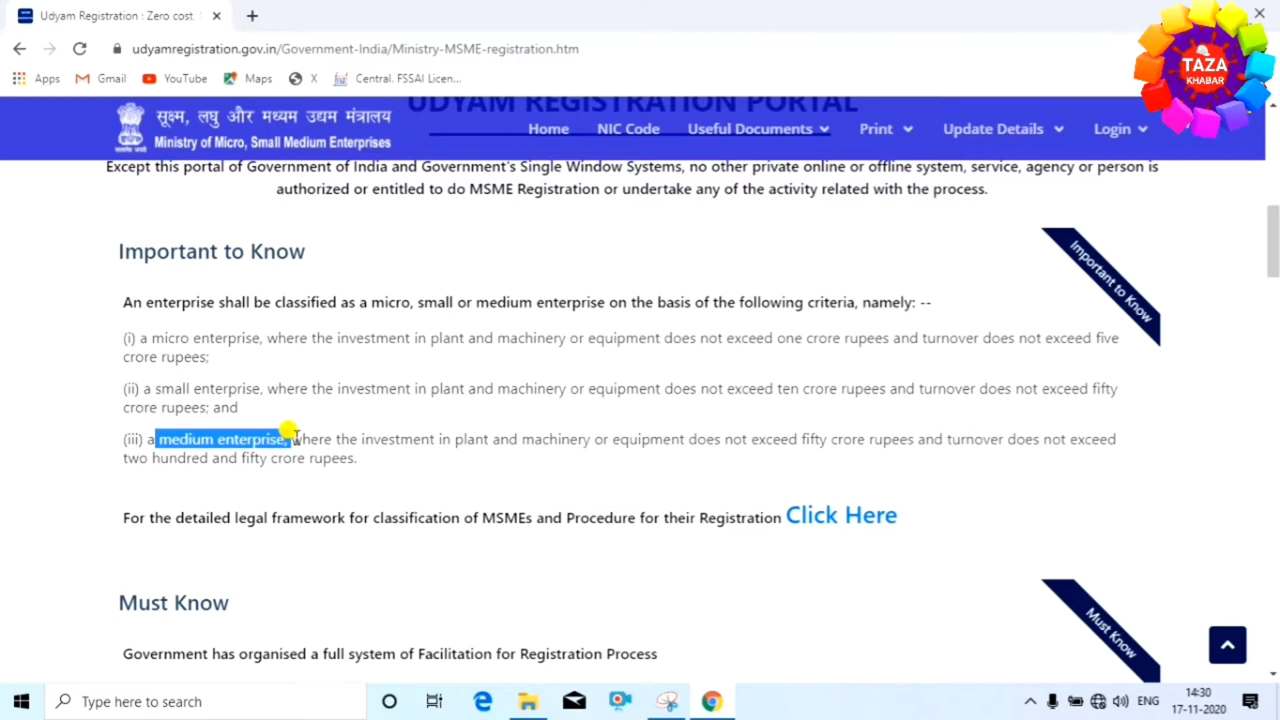 Udyam Registration : Zero cost.
udyamregistration.gov.in/Government-India/Ministry-MSME-registration.htm
Apps Gmail YouTube Maps X Central. FSSAI Licen...
TAZA
KHABAR
UDYAM REGISTRATION PORTAL
सूक्ष्म, लघु और मध्यम उद्यम मंत्रालय
Ministry of Micro, Small Medium Enterprises
Home NIC Code Useful Documents Print Update Details Login
Except this portal of Government of India and Government's Single Window Systems, no other private online or offline system, service, agency or person is
authorized or entitled to do MSME Registration or undertake any of the activity related with the process.
Important to Know
Important to Know
An enterprise shall be classified as a micro, small or medium enterprise on the basis of the following criteria, namely: --
(i) a micro enterprise, where the investment in plant and machinery or equipment does not exceed one crore rupees and turnover does not exceed five
crore rupees;
(ii) a small enterprise, where the investment in plant and machinery or equipment does not exceed ten crore rupees and turnover does not exceed fifty
crore rupees; and
(iii) a medium enterprise, where the investment in plant and machinery or equipment does not exceed fifty crore rupees and turnover does not exceed
two hundred and fifty crore rupees.
For the detailed legal framework for classification of MSMEs and Procedure for their Registration Click Here
Must Know
Must Know
Government has organised a full system of Facilitation for Registration Process
Type here to search
ENG
14:30
17-11-2020